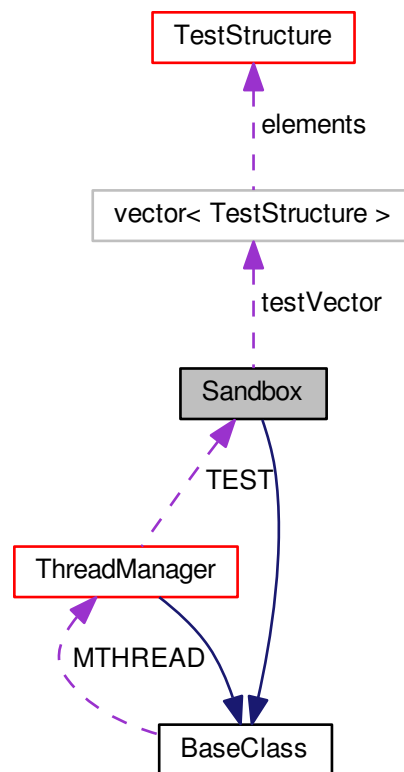 TestStructure
elements
vector< TestStructure >
testVector
Sandbox
TEST
ThreadManager
MTHREAD
BaseClass